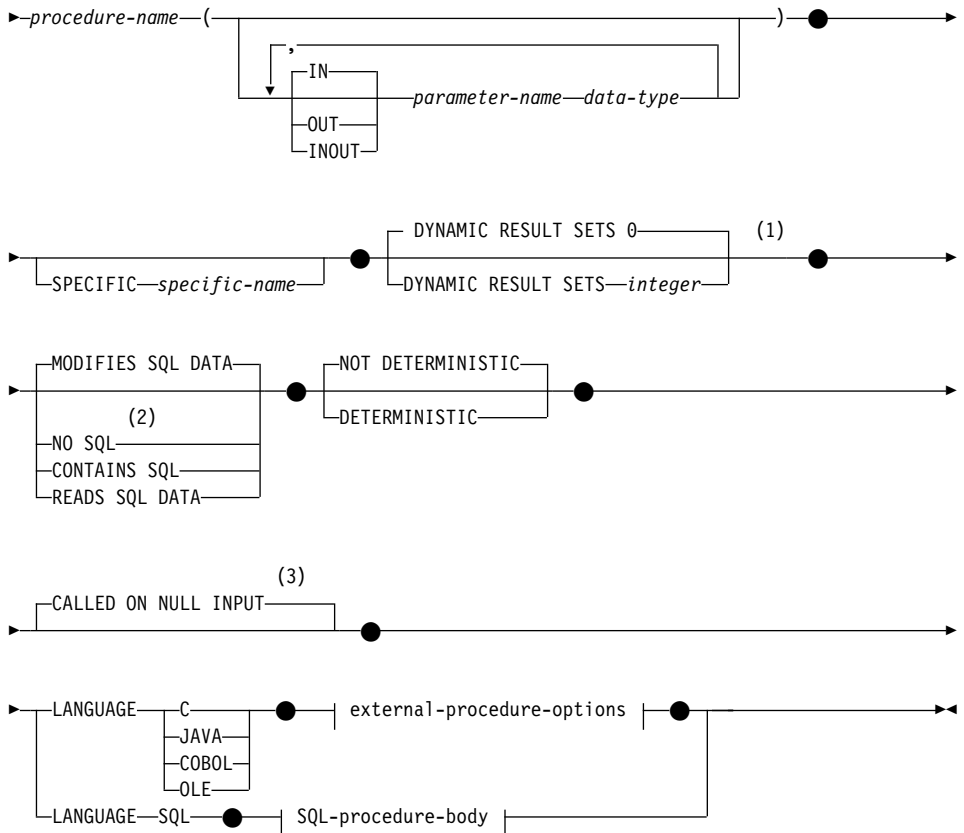 procedure-name ( ) 
,
IN
parameter-name data-type
OUT
INOUT
DYNAMIC RESULT SETS 0 (1)
SPECIFIC specific-name DYNAMIC RESULT SETS integer
MODIFIES SQL DATA NOT DETERMINISTIC
(2) DETERMINISTIC
NO SQL
CONTAINS SQL
READS SQL DATA
(3)
CALLED ON NULL INPUT
LANGUAGE C external-procedure-options
JAVA
COBOL
OLE
LANGUAGE SQL SQL-procedure-body